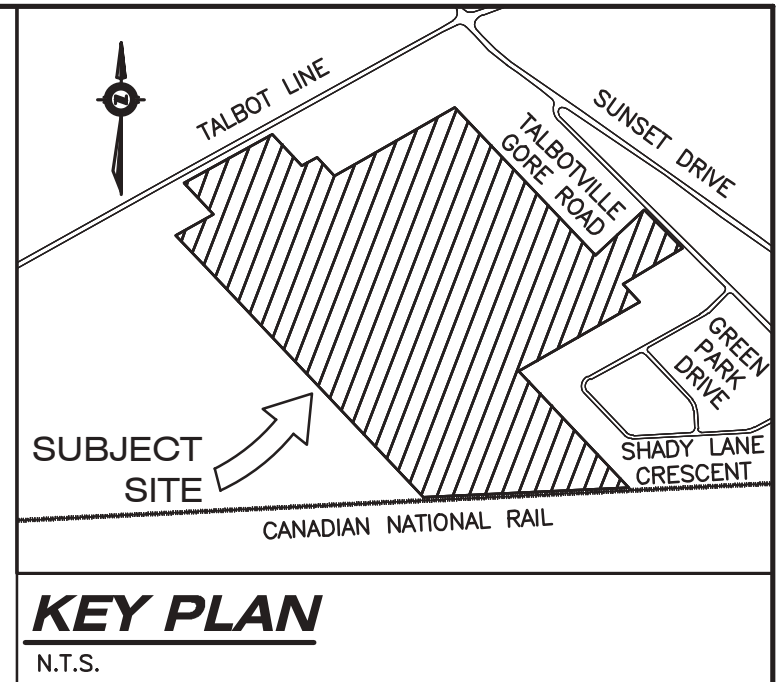 TALBOT LINE
SUNSET DRIVE
TALBOTVILLE
GORE ROAD
GREEN
PARK
DRIVE
SUBJECT
SITE
SHADY LANE
CRESCENT
CANADIAN NATIONAL RAIL
KEY PLAN
N.T.S.